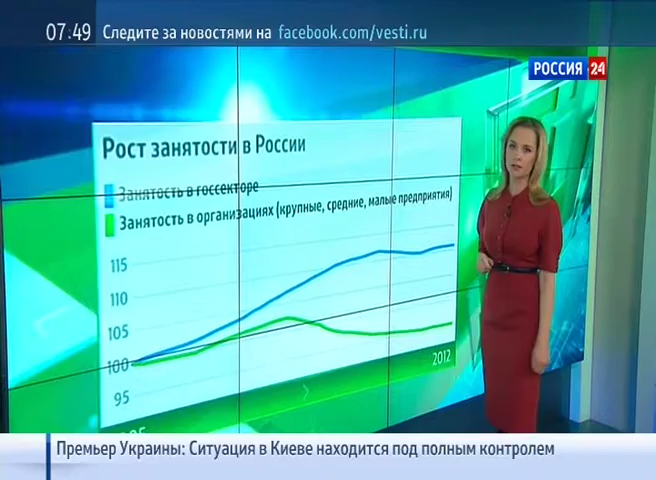 07:49 Следите за новостями на facebook.com/vesti.ru
РОССИЯ 24
Рост занятости в России
Занятость в госсекторе
Занятость в организациях (крупные, средние, малые предприятия)
115
110
105
100
95
2012
Премьер Украины: Ситуация в Киеве находится под полным контролем